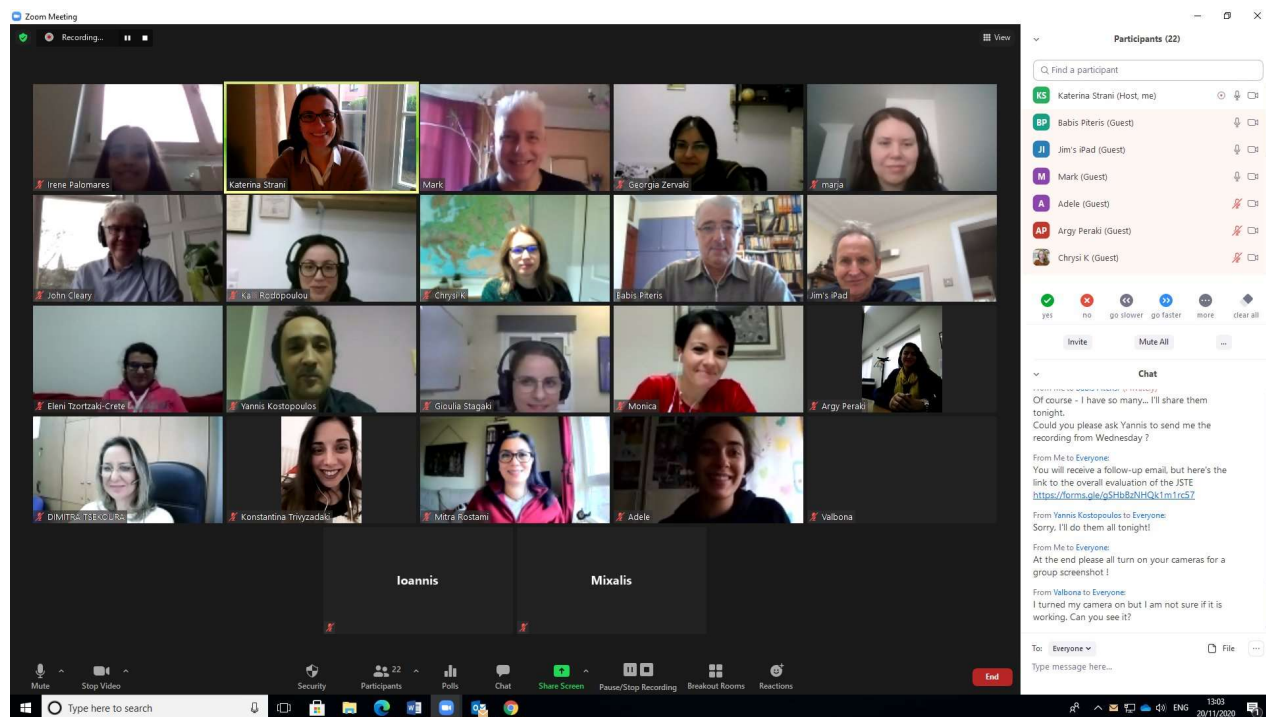 Zoom Meeting
Recording...
View
Irene Palomares
Katerina Strani
Mark
Georgia Zervaki
marja
John Cleary
Rodopoulou
Chrysi K
Babis Piteris
Jim's iPad
Eleni Tzortzaki-Crete
Yannis Kostopoulos
Gioulia Stagaki
Monica
Argy Peraki
DIMITRA TSEKOURA
Konstantina Trivyzadaki
Mitra Rostami
Adele
Valbona
Ioannis
Mixalis
Mute
Stop Video
Security
22
Participants
Polls
Chat
Share Screen
Pause/Stop Recording
Breakout Rooms
Reactions
End
Participants (22)
Find a participant
KS Katerina Strani (Host, me)
BP Babis Piteris (Guest)
JI Jim's iPad (Guest)
M Mark (Guest)
A Adele (Guest)
AP Argy Peraki (Guest)
Chrysi K (Guest)
yes
no
go slower
go faster
more
clear all
Invite
Mute All
...
Chat
Of course - I have so many... I'll share them
tonight.
Could you please ask Yannis to send me the
recording from Wednesday ?
From Me to Everyone:
You will receive a follow-up email, but here's the
link to the overall evaluation of the JSTE
https://forms.gle/gSHbBzNHQk1m1rc57
From Yannis Kostopoulos to Everyone:
Sorry. I'll do them all tonight!
From Me to Everyone:
At the end please all turn on your cameras for a
group screenshot !
From Valbona to Everyone:
I turned my camera on but I am not sure if it is
working. Can you see it?
To: Everyone
File
...
Type message here...
Type here to search
ENG
13:03
20/11/2020